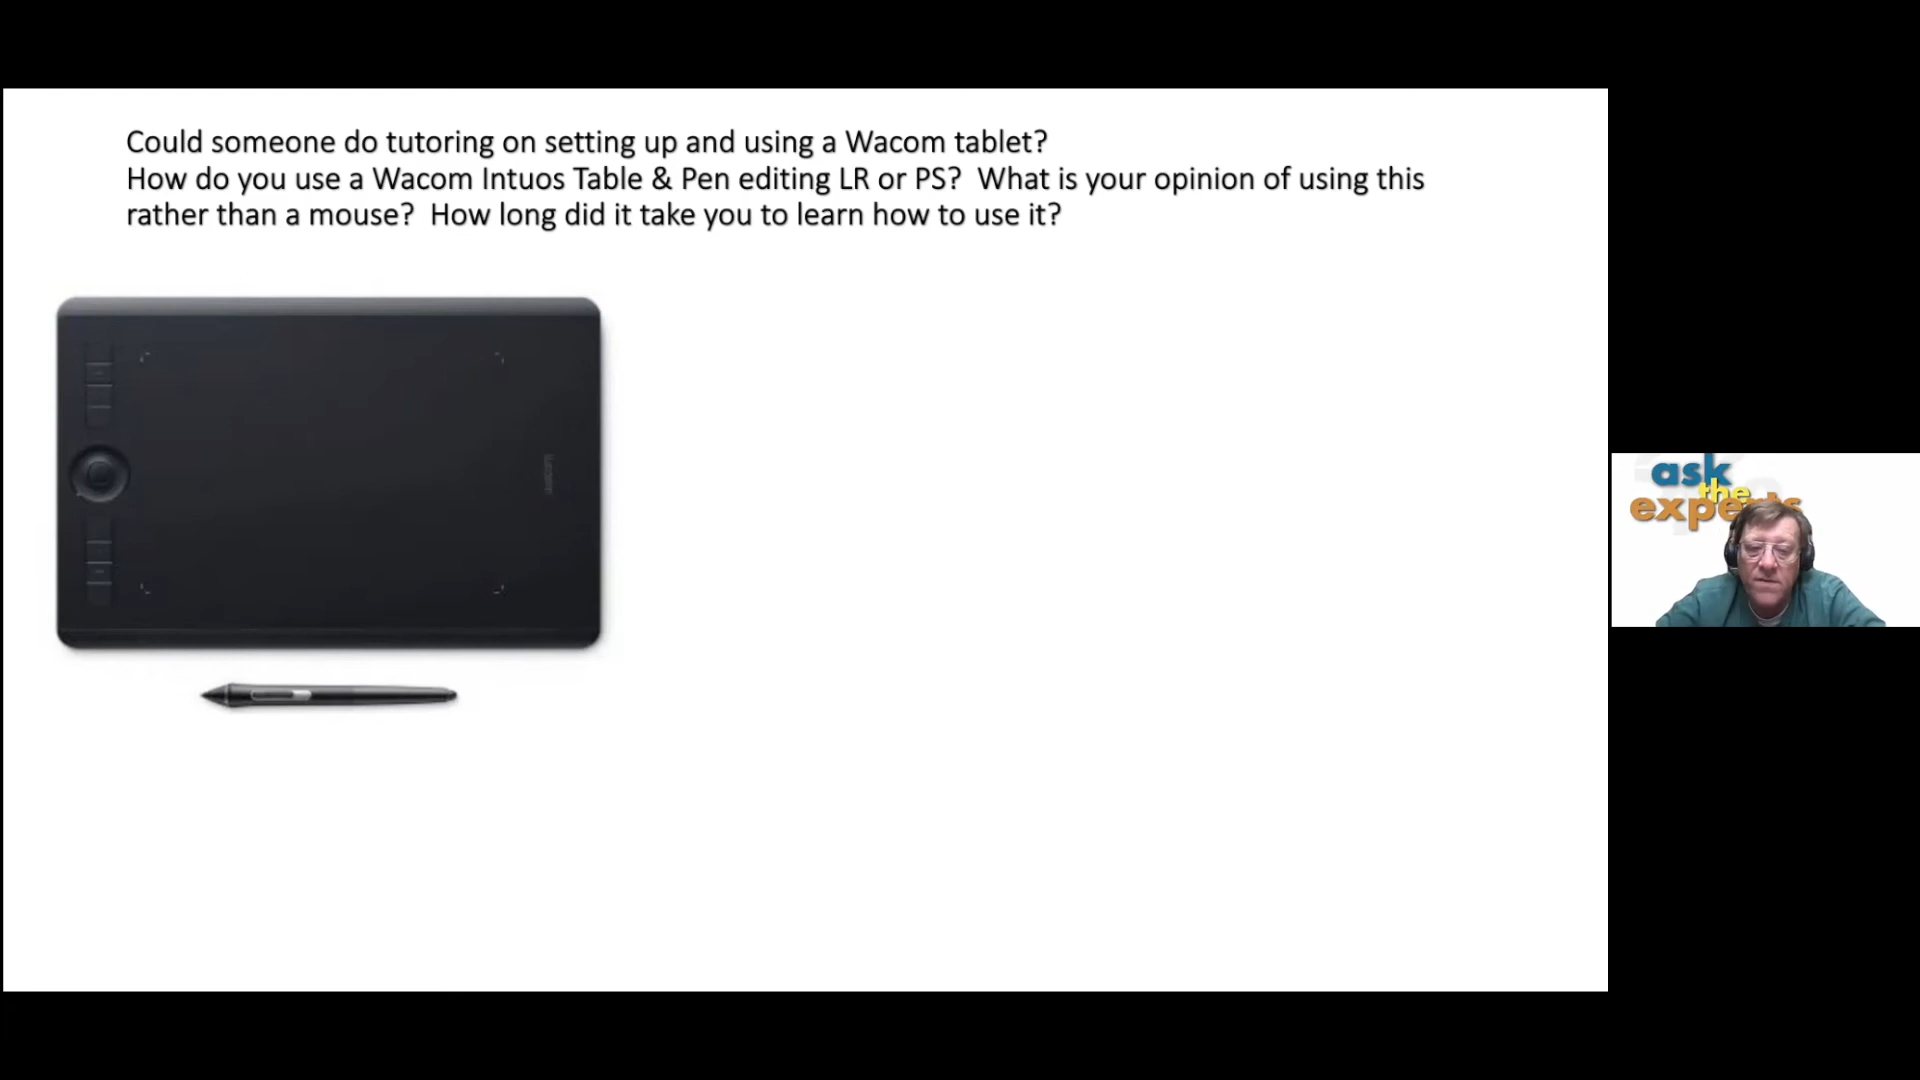 Could someone do tutoring on setting up and using a Wacom tablet?
How do you use a Wacom Intuos Table & Pen editing LR or PS?  What is your opinion of using this
rather than a mouse?  How long did it take you to learn how to use it?
wacom
ask
the
experts